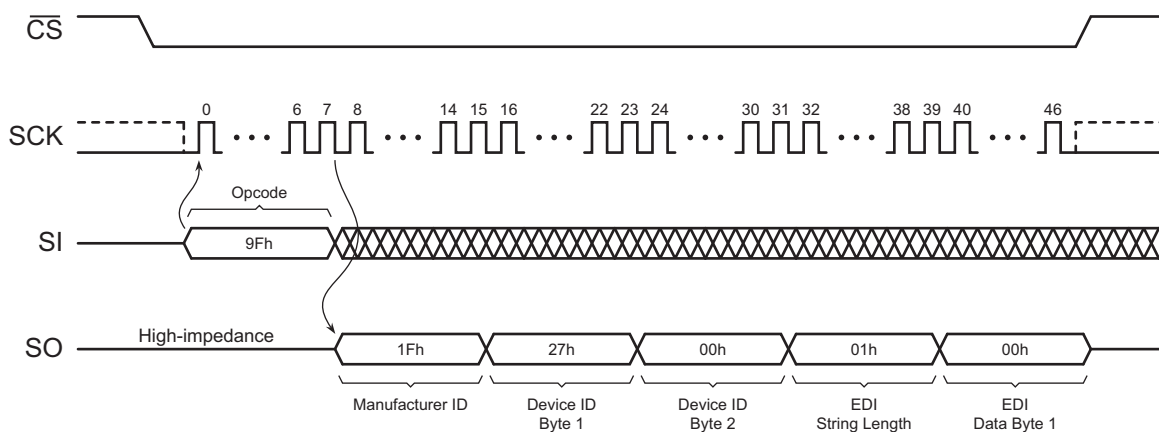 CS
0 6 7 8 14 15 16 22 23 24 30 31 32 38 39 40 46
SCK
Opcode
SI
9Fh
High-impedance
SO
1Fh 27h 00h 01h 00h
Manufacturer ID Device ID Device ID EDI EDI
Byte 1 Byte 2 String Length Data Byte 1